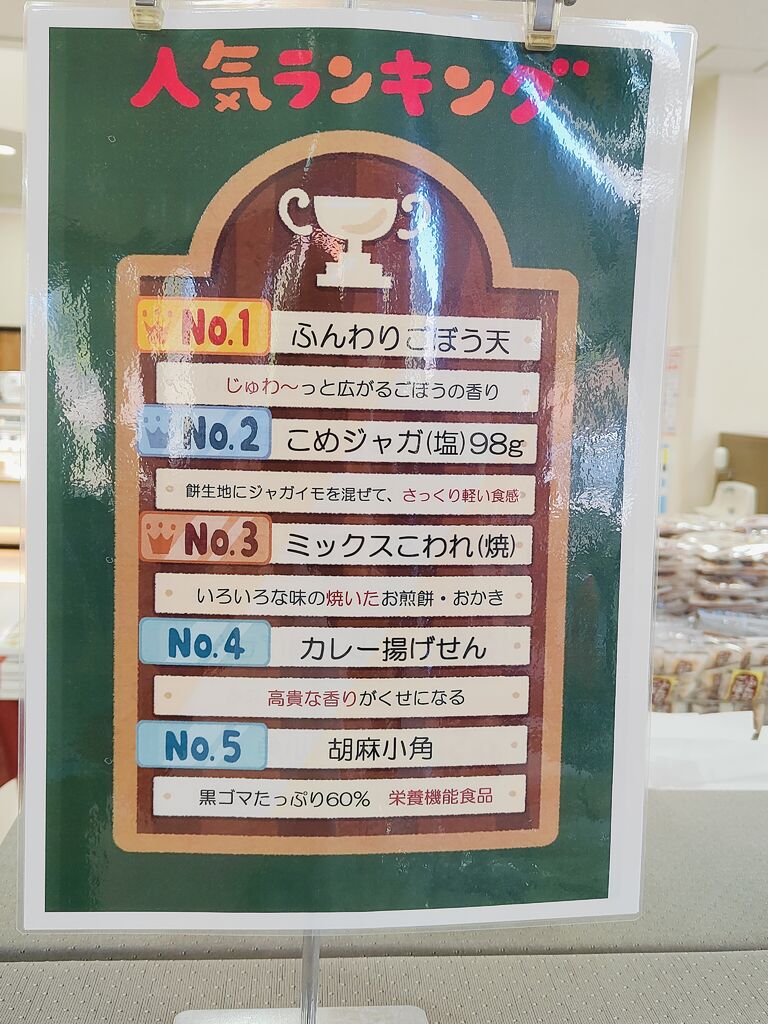 人気ランキング
No.1 ふんわりごぼう天
じゅわ～っと広がるごぼうの香り
No.2 こめジャガ(塩)98g
餅生地にジャガイモを混ぜて、さっくり軽い食感
No.3 ミックスこわれ(焼)
いろいろな味の焼いたお煎餅・おかき
No.4 カレー揚げせん
高貴な香りがくせになる
No.5 胡麻小角
黒ゴマたっぷり60% 栄養機能食品